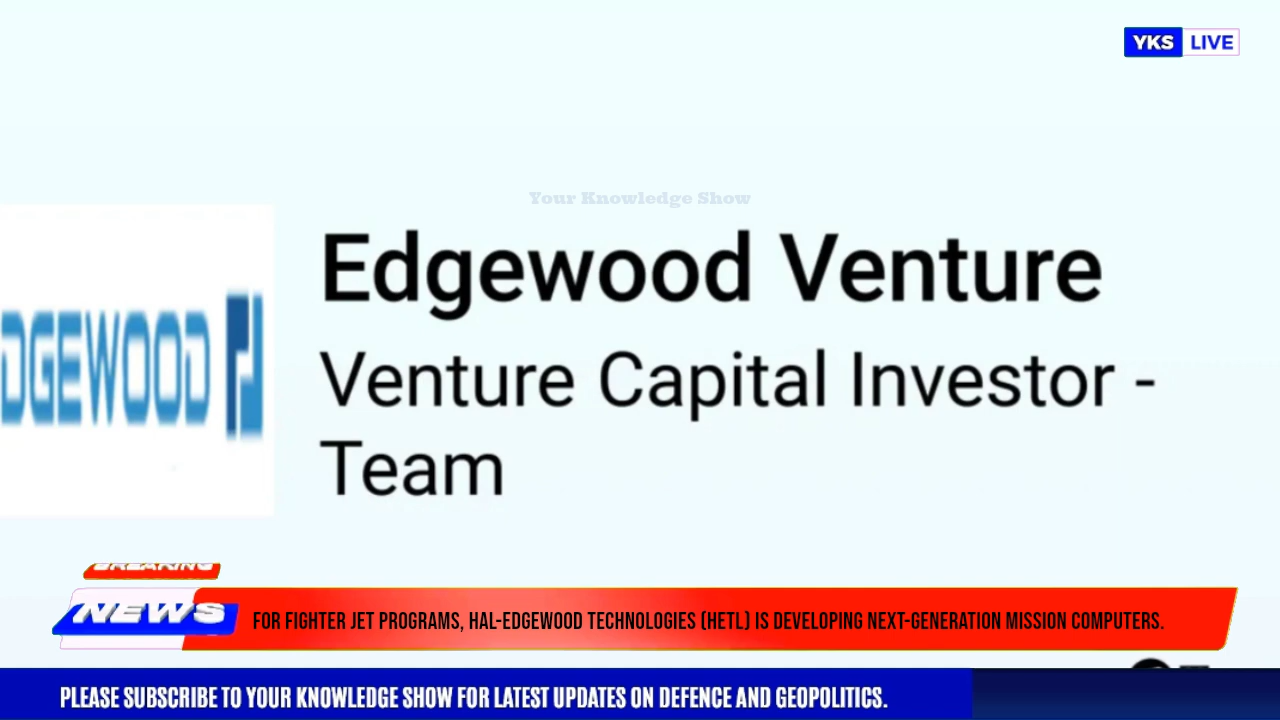 YKS LIVE
Your Knowledge Show
Edgewood Venture
DGEWOOD
Venture Capital Investor -
Team
BREAKING
NEWS
FOR FIGHTER JET PROGRAMS, HAL-EDGEWOOD TECHNOLOGIES (HETL) IS DEVELOPING NEXT-GENERATION MISSION COMPUTERS.
PLEASE SUBSCRIBE TO YOUR KNOWLEDGE SHOW FOR LATEST UPDATES ON DEFENCE AND GEOPOLITICS.